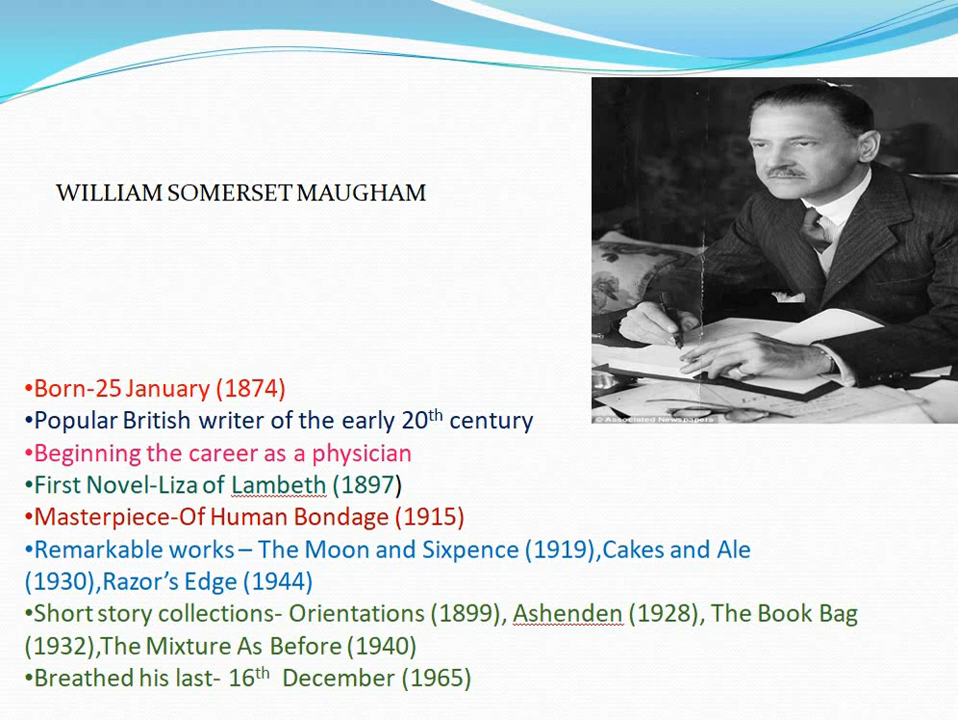 WILLIAM SOMERSET MAUGHAM
© Associated Newspapers
•Born-25 January (1874)
•Popular British writer of the early 20th century
•Beginning the career as a physician
•First Novel-Liza of Lambeth (1897)
•Masterpiece-Of Human Bondage (1915)
•Remarkable works – The Moon and Sixpence (1919),Cakes and Ale
(1930),Razor's Edge (1944)
•Short story collections- Orientations (1899), Ashenden (1928), The Book Bag
(1932),The Mixture As Before (1940)
•Breathed his last- 16th December (1965)